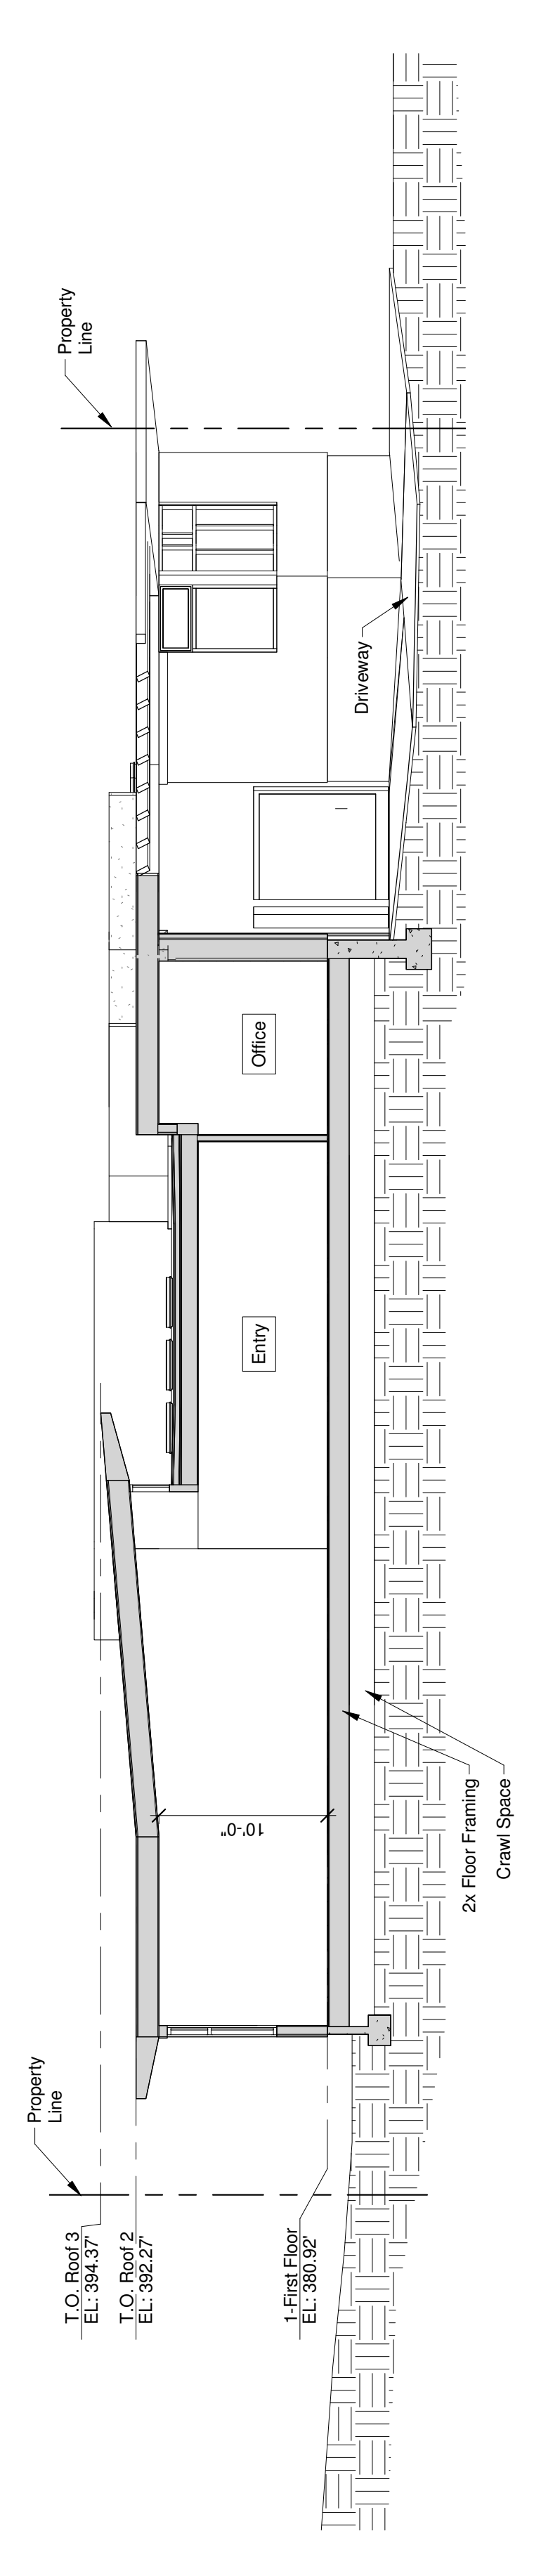 T.O. Roof 3
EL: 394.37'
T.O. Roof 2
EL: 392.27'
1-First Floor
EL: 380.92'
Property
Line
10'-0"
2x Floor Framing
Crawl Space
Entry
Office
Driveway
Property
Line